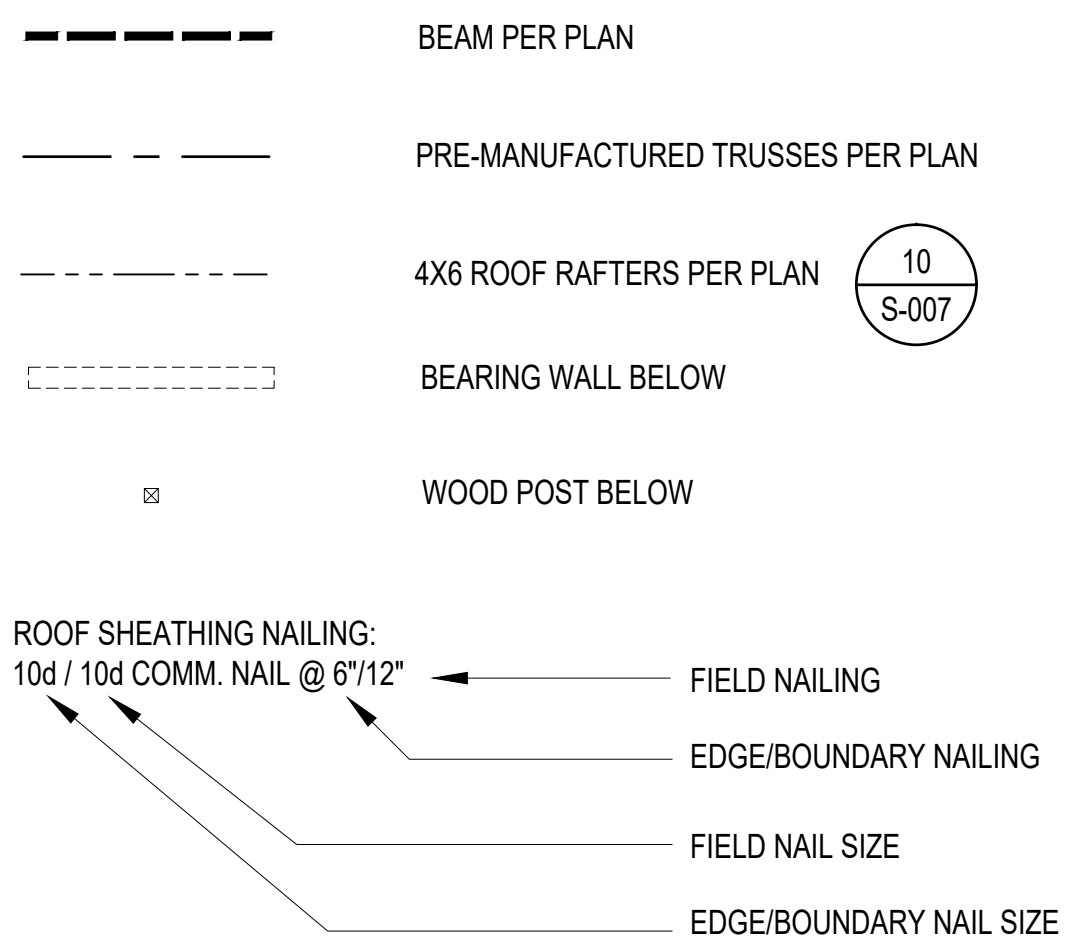 BEAM PER PLAN
PRE-MANUFACTURED TRUSSES PER PLAN
4X6 ROOF RAFTERS PER PLAN
10
S-007
BEARING WALL BELOW
WOOD POST BELOW
ROOF SHEATHING NAILING:
10d / 10d COMM. NAIL @ 6"/12"
FIELD NAILING
EDGE/BOUNDARY NAILING
FIELD NAIL SIZE
EDGE/BOUNDARY NAIL SIZE